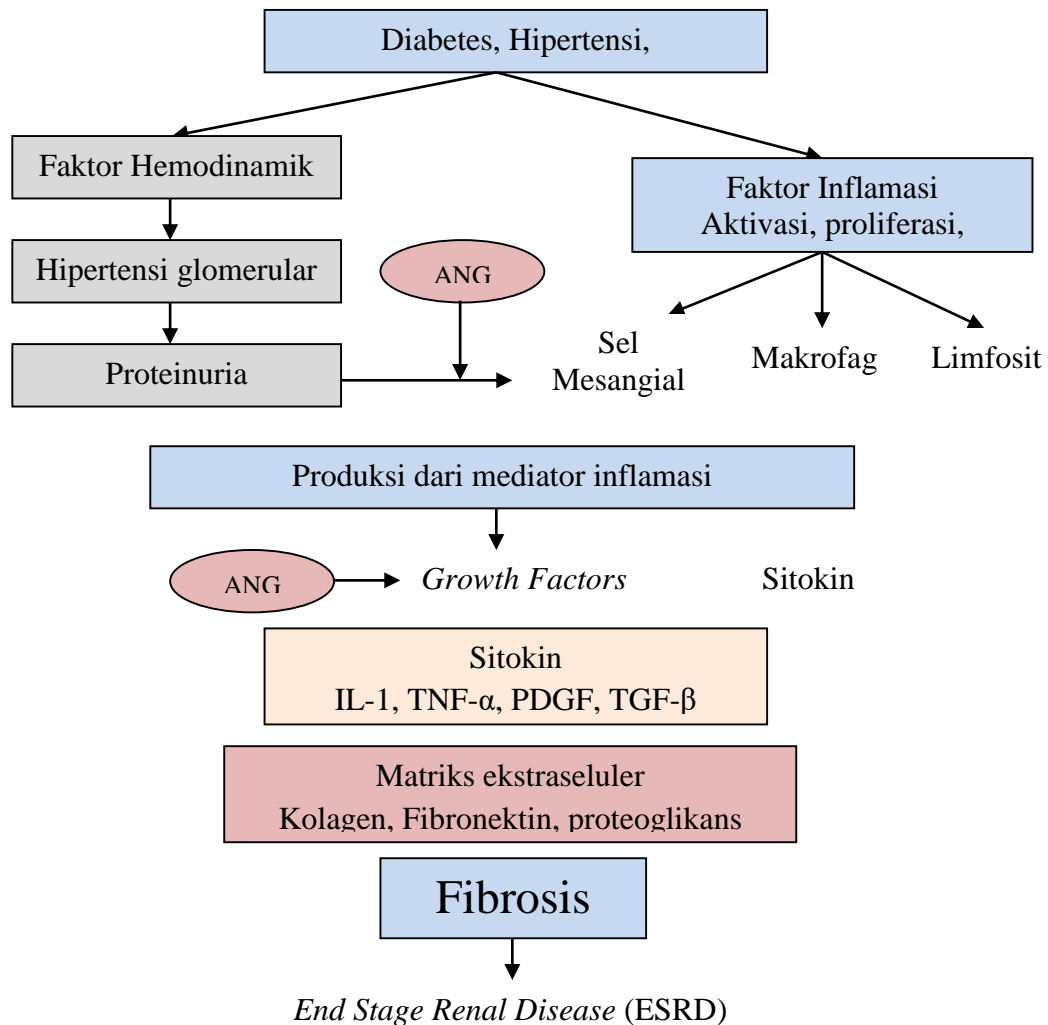 Diabetes, Hipertensi,
Faktor Hemodinamik
Faktor Inflamasi
Aktivasi, proliferasi,
Hipertensi glomerular
ANG
Proteinuria
Sel
Mesangial
Makrofag
Limfosit
Produksi dari mediator inflamasi
ANG
Growth Factors
Sitokin
Sitokin
IL-1, TNF-α, PDGF, TGF-β
Matriks ekstraseluler
Kolagen, Fibronektin, proteoglikans
Fibrosis
End Stage Renal Disease (ESRD)